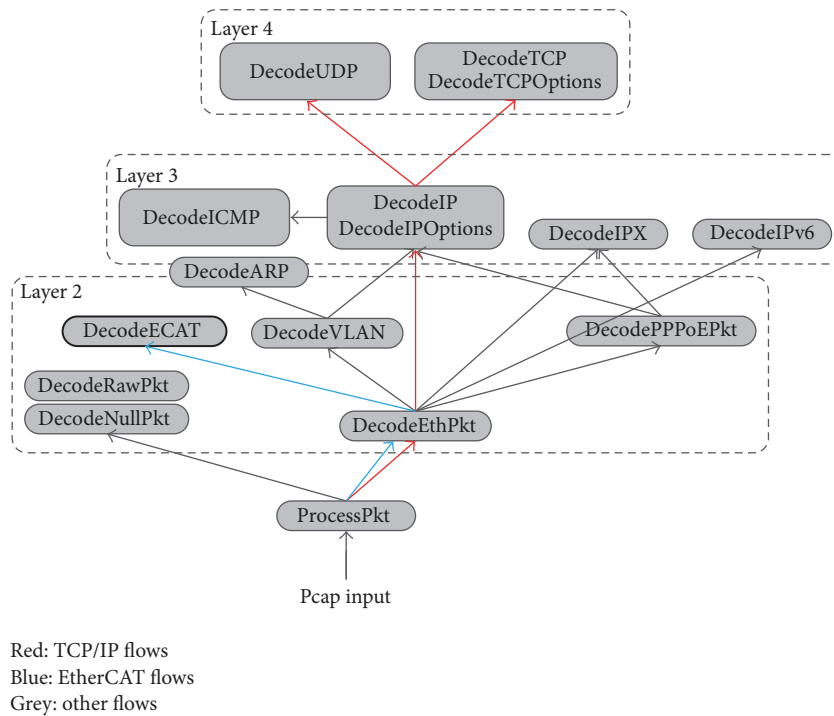 Layer 4
DecodeUDP
DecodeTCP
DecodeTCPOptions
Layer 3
DecodeICMP
DecodeIP
DecodeIPOptions
DecodeIPX
DecodeIPv6
DecodeARP
Layer 2
DecodeECAT
DecodeVLAN
DecodePPPoEPkt
DecodeRawPkt
DecodeNullPkt
DecodeEthPkt
ProcessPkt
Pcap input
Red: TCP/IP flows
Blue: EtherCAT flows
Grey: other flows